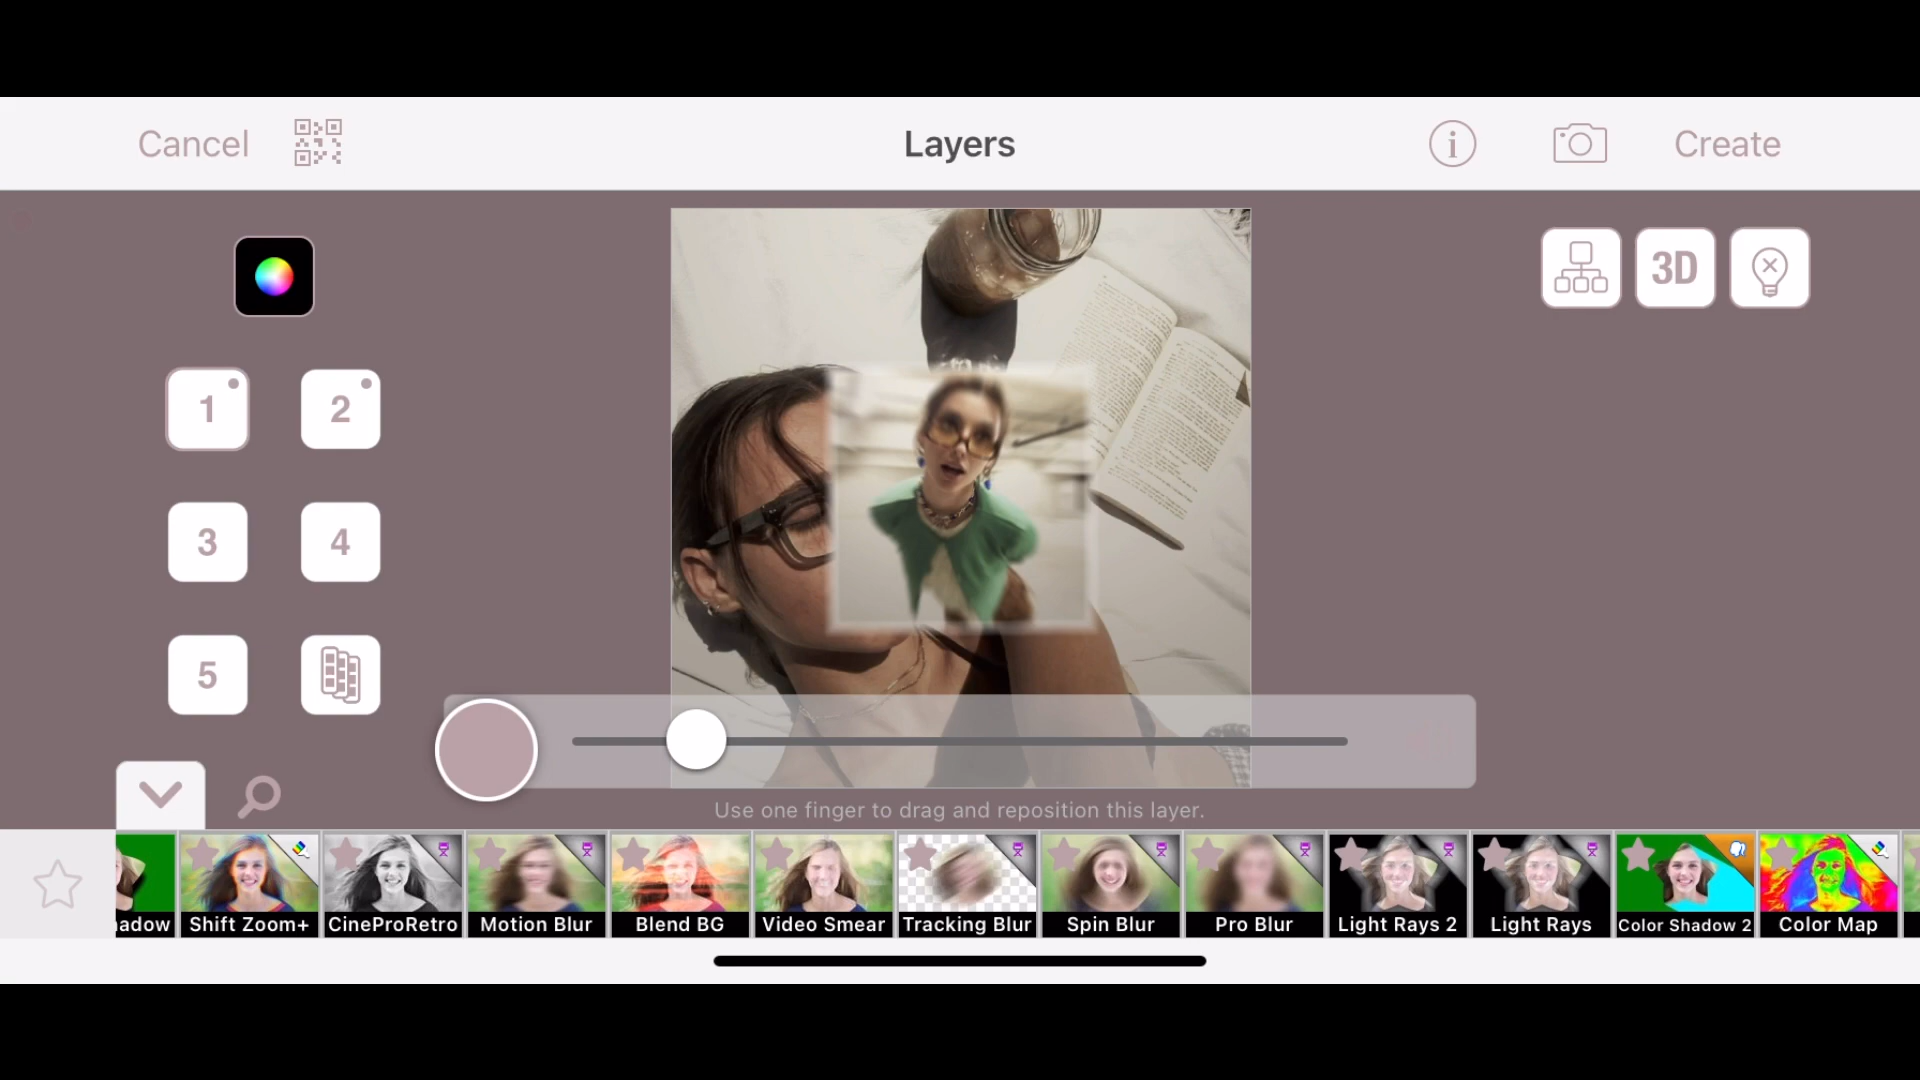 Cancel
Layers
Create
3D
1
2
3
4
5
Use one finger to drag and reposition this layer.
adow
Shift Zoom+
CineProRetro
Motion Blur
Blend BG
Video Smear
Tracking Blur
Spin Blur
Pro Blur
Light Rays 2
Light Rays
Color Shadow 2
Color Map